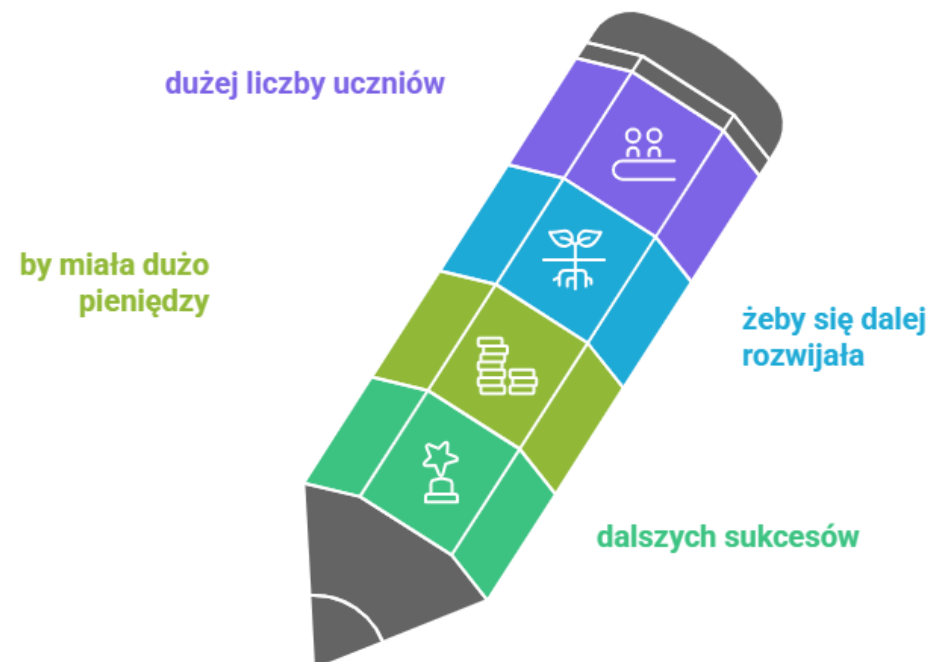 dużej liczby uczniów
by miała dużo
pieniędzy
żeby się dalej
rozwijała
dalszych sukcesów